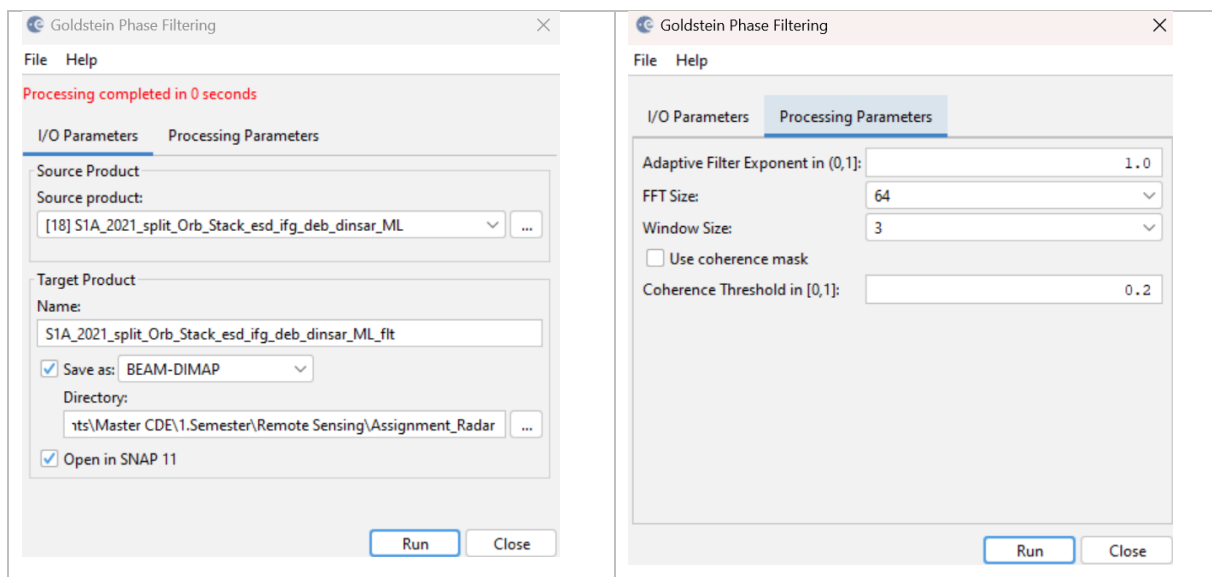 Goldstein Phase Filtering
File Help
Processing completed in 0 seconds
I/O Parameters Processing Parameters
Source Product
Source product:
[18] S1A_2021_split_Orb_Stack_esd_ifg_deb_dinsar_ML
...
Target Product
Name:
S1A_2021_split_Orb_Stack_esd_ifg_deb_dinsar_ML_flt
Save as: BEAM-DIMAP
Directory:
nts\Master CDE\1.Semester\Remote Sensing\Assignment_Radar
...
Open in SNAP 11
Run Close
Goldstein Phase Filtering
File Help
I/O Parameters Processing Parameters
Adaptive Filter Exponent in (0,1]: 1.0
FFT Size: 64
Window Size: 3
Use coherence mask
Coherence Threshold in [0,1]: 0.2
Run Close